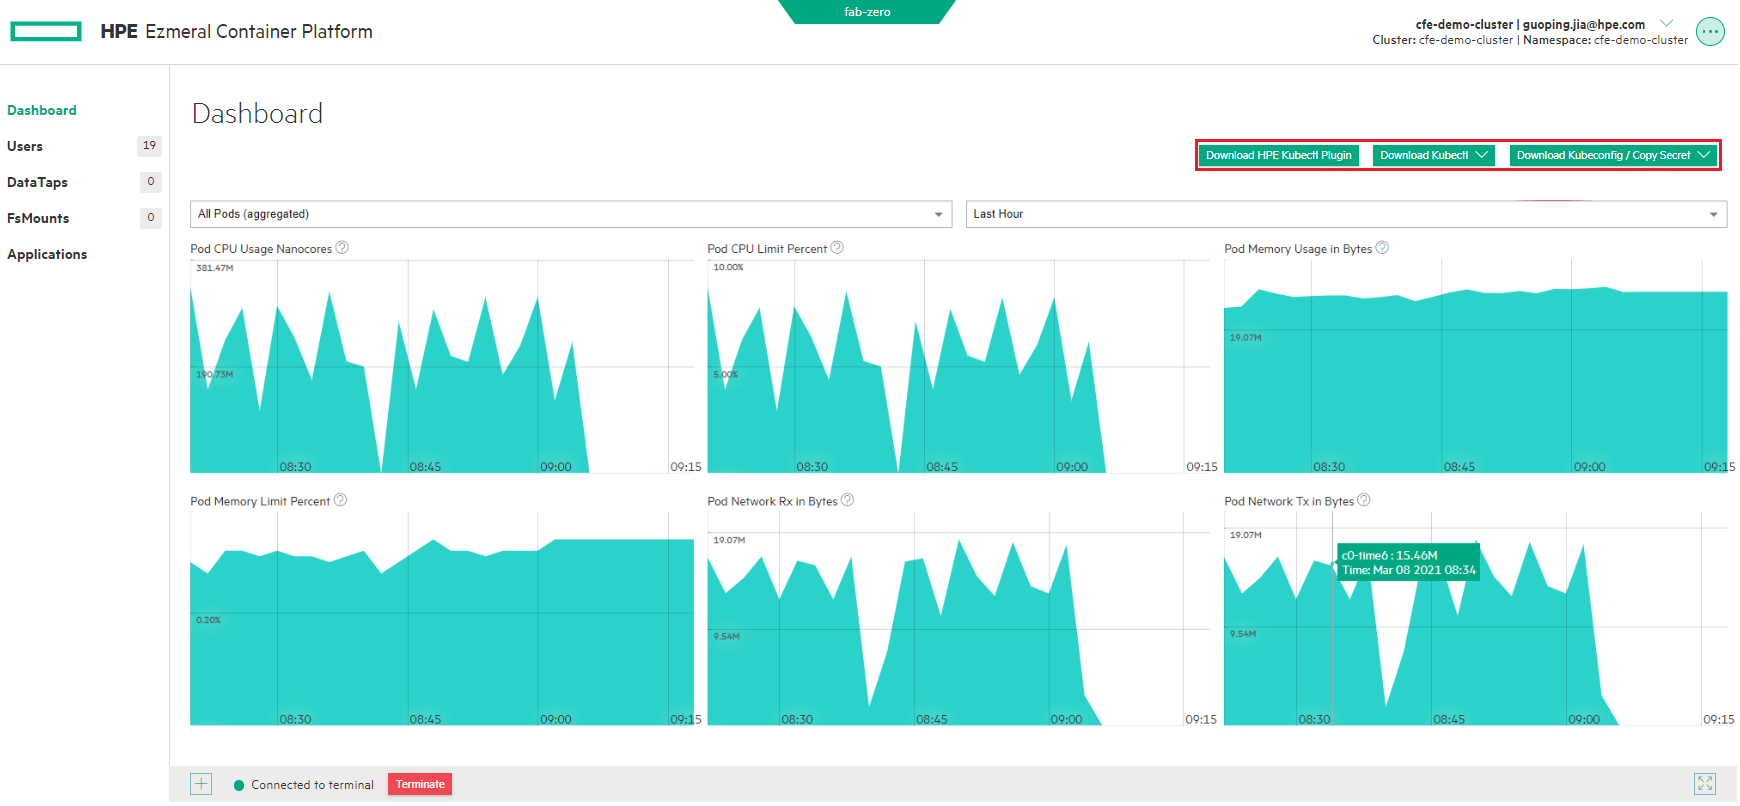 fab-zero
HPE Ezmeral Container Platform
cfe-demo-cluster | guoping.jia@hpe.com
Cluster: cfe-demo-cluster | Namespace: cfe-demo-cluster
Dashboard
Users 19
DataTaps 0
FsMounts 0
Applications
Dashboard
Download HPE Kubectl Plugin
Download Kubectl
Download Kubeconfig / Copy Secret
All Pods (aggregated)
Last Hour
Pod CPU Usage Nanocores ?
381.47M
190.73M
08:30 08:45 09:00 09:15
Pod CPU Limit Percent ?
10.00%
5.00%
08:30 08:45 09:00 09:15
Pod Memory Usage in Bytes ?
19.07M
08:30 08:45 09:00 09:15
Pod Memory Limit Percent ?
0.20%
08:30 08:45 09:00 09:15
Pod Network Rx in Bytes ?
19.07M
9.54M
08:30 08:45 09:00 09:15
Pod Network Tx in Bytes ?
19.07M
c0-time6 : 15.46M
Time: Mar 08 2021 08:34
9.54M
08:30 08:45 09:00 09:15
Connected to terminal
Terminate